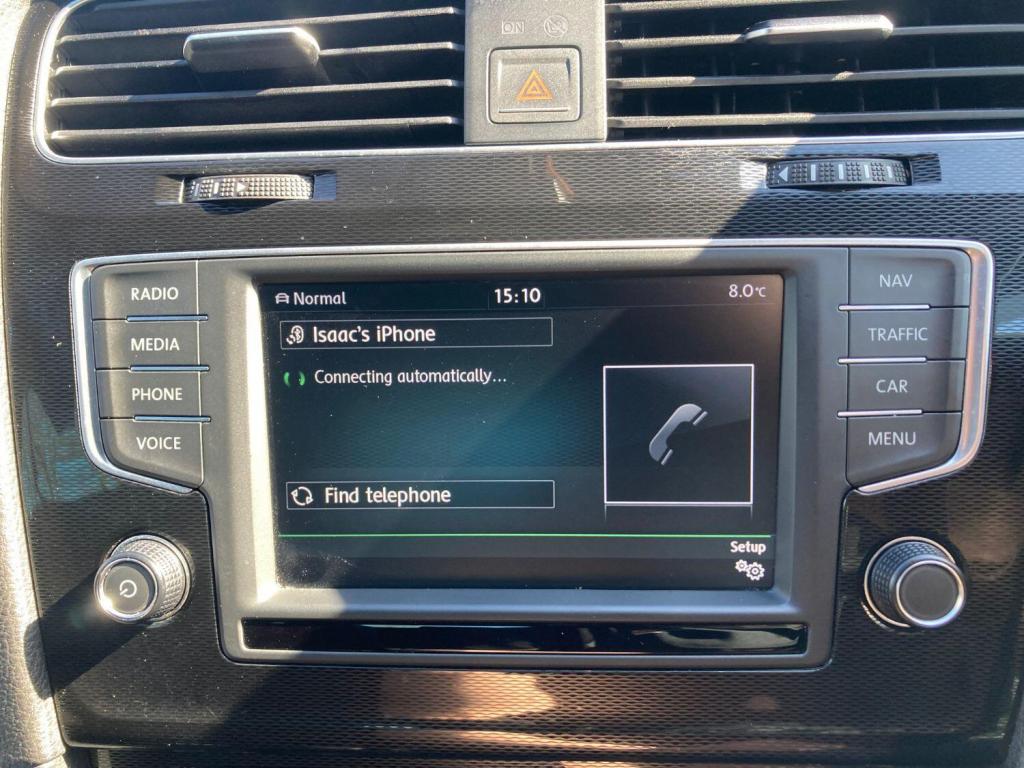 ON
RADIO
MEDIA
PHONE
VOICE
Normal
15:10
8.0°C
Isaac's iPhone
Connecting automatically...
Find telephone
Setup
NAV
TRAFFIC
CAR
MENU